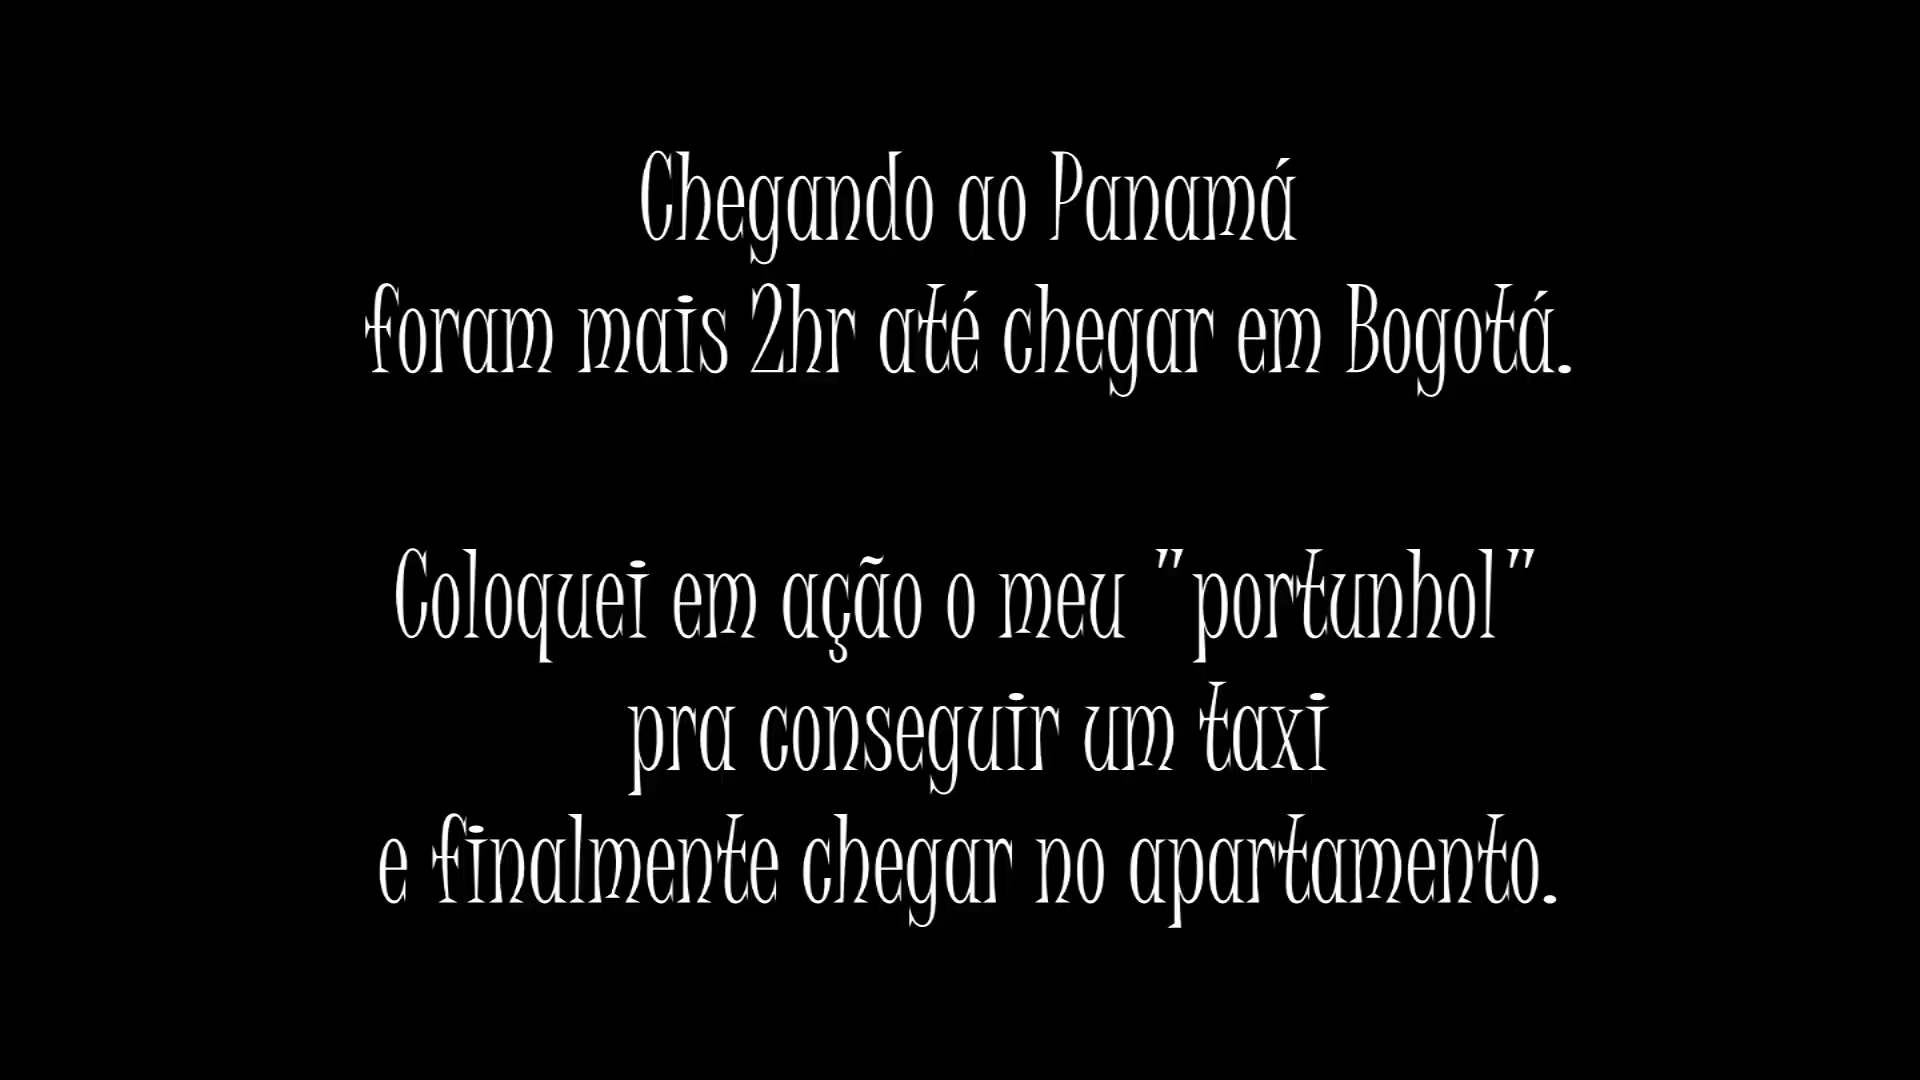 Chegando ao Panamá
foram mais 2hr até chegar em Bogotá.
Coloquei em ação o meu "portunhol"
pra conseguir um taxi
e finalmente chegar no apartamento.